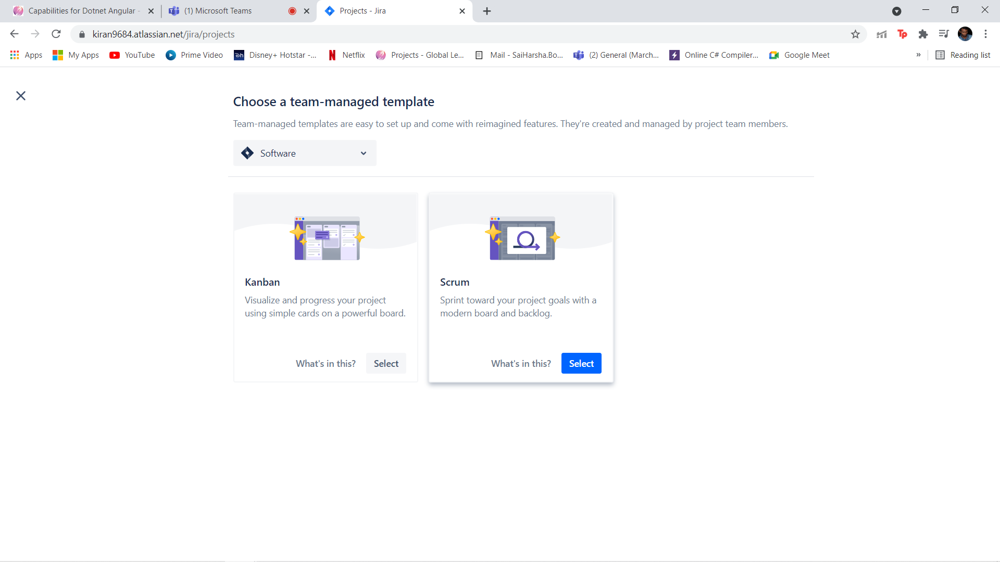 Capabilities for Dotnet Angular -
(1) Microsoft Teams
Projects - Jira
kiran9684.atlassian.net/jira/projects
Tp
Apps
My Apps
YouTube
Prime Video
Disney+ Hotstar -...
Netflix
Projects - Global Le...
Mail - SaiHarsha.Bo...
(2) General (March...
Online C# Compiler...
Google Meet
»
Reading list
Choose a team-managed template
Team-managed templates are easy to set up and come with reimagined features. They're created and managed by project team members.
Software
Kanban
Visualize and progress your project
using simple cards on a powerful board.
What's in this?
Select
Scrum
Sprint toward your project goals with a
modern board and backlog.
What's in this?
Select